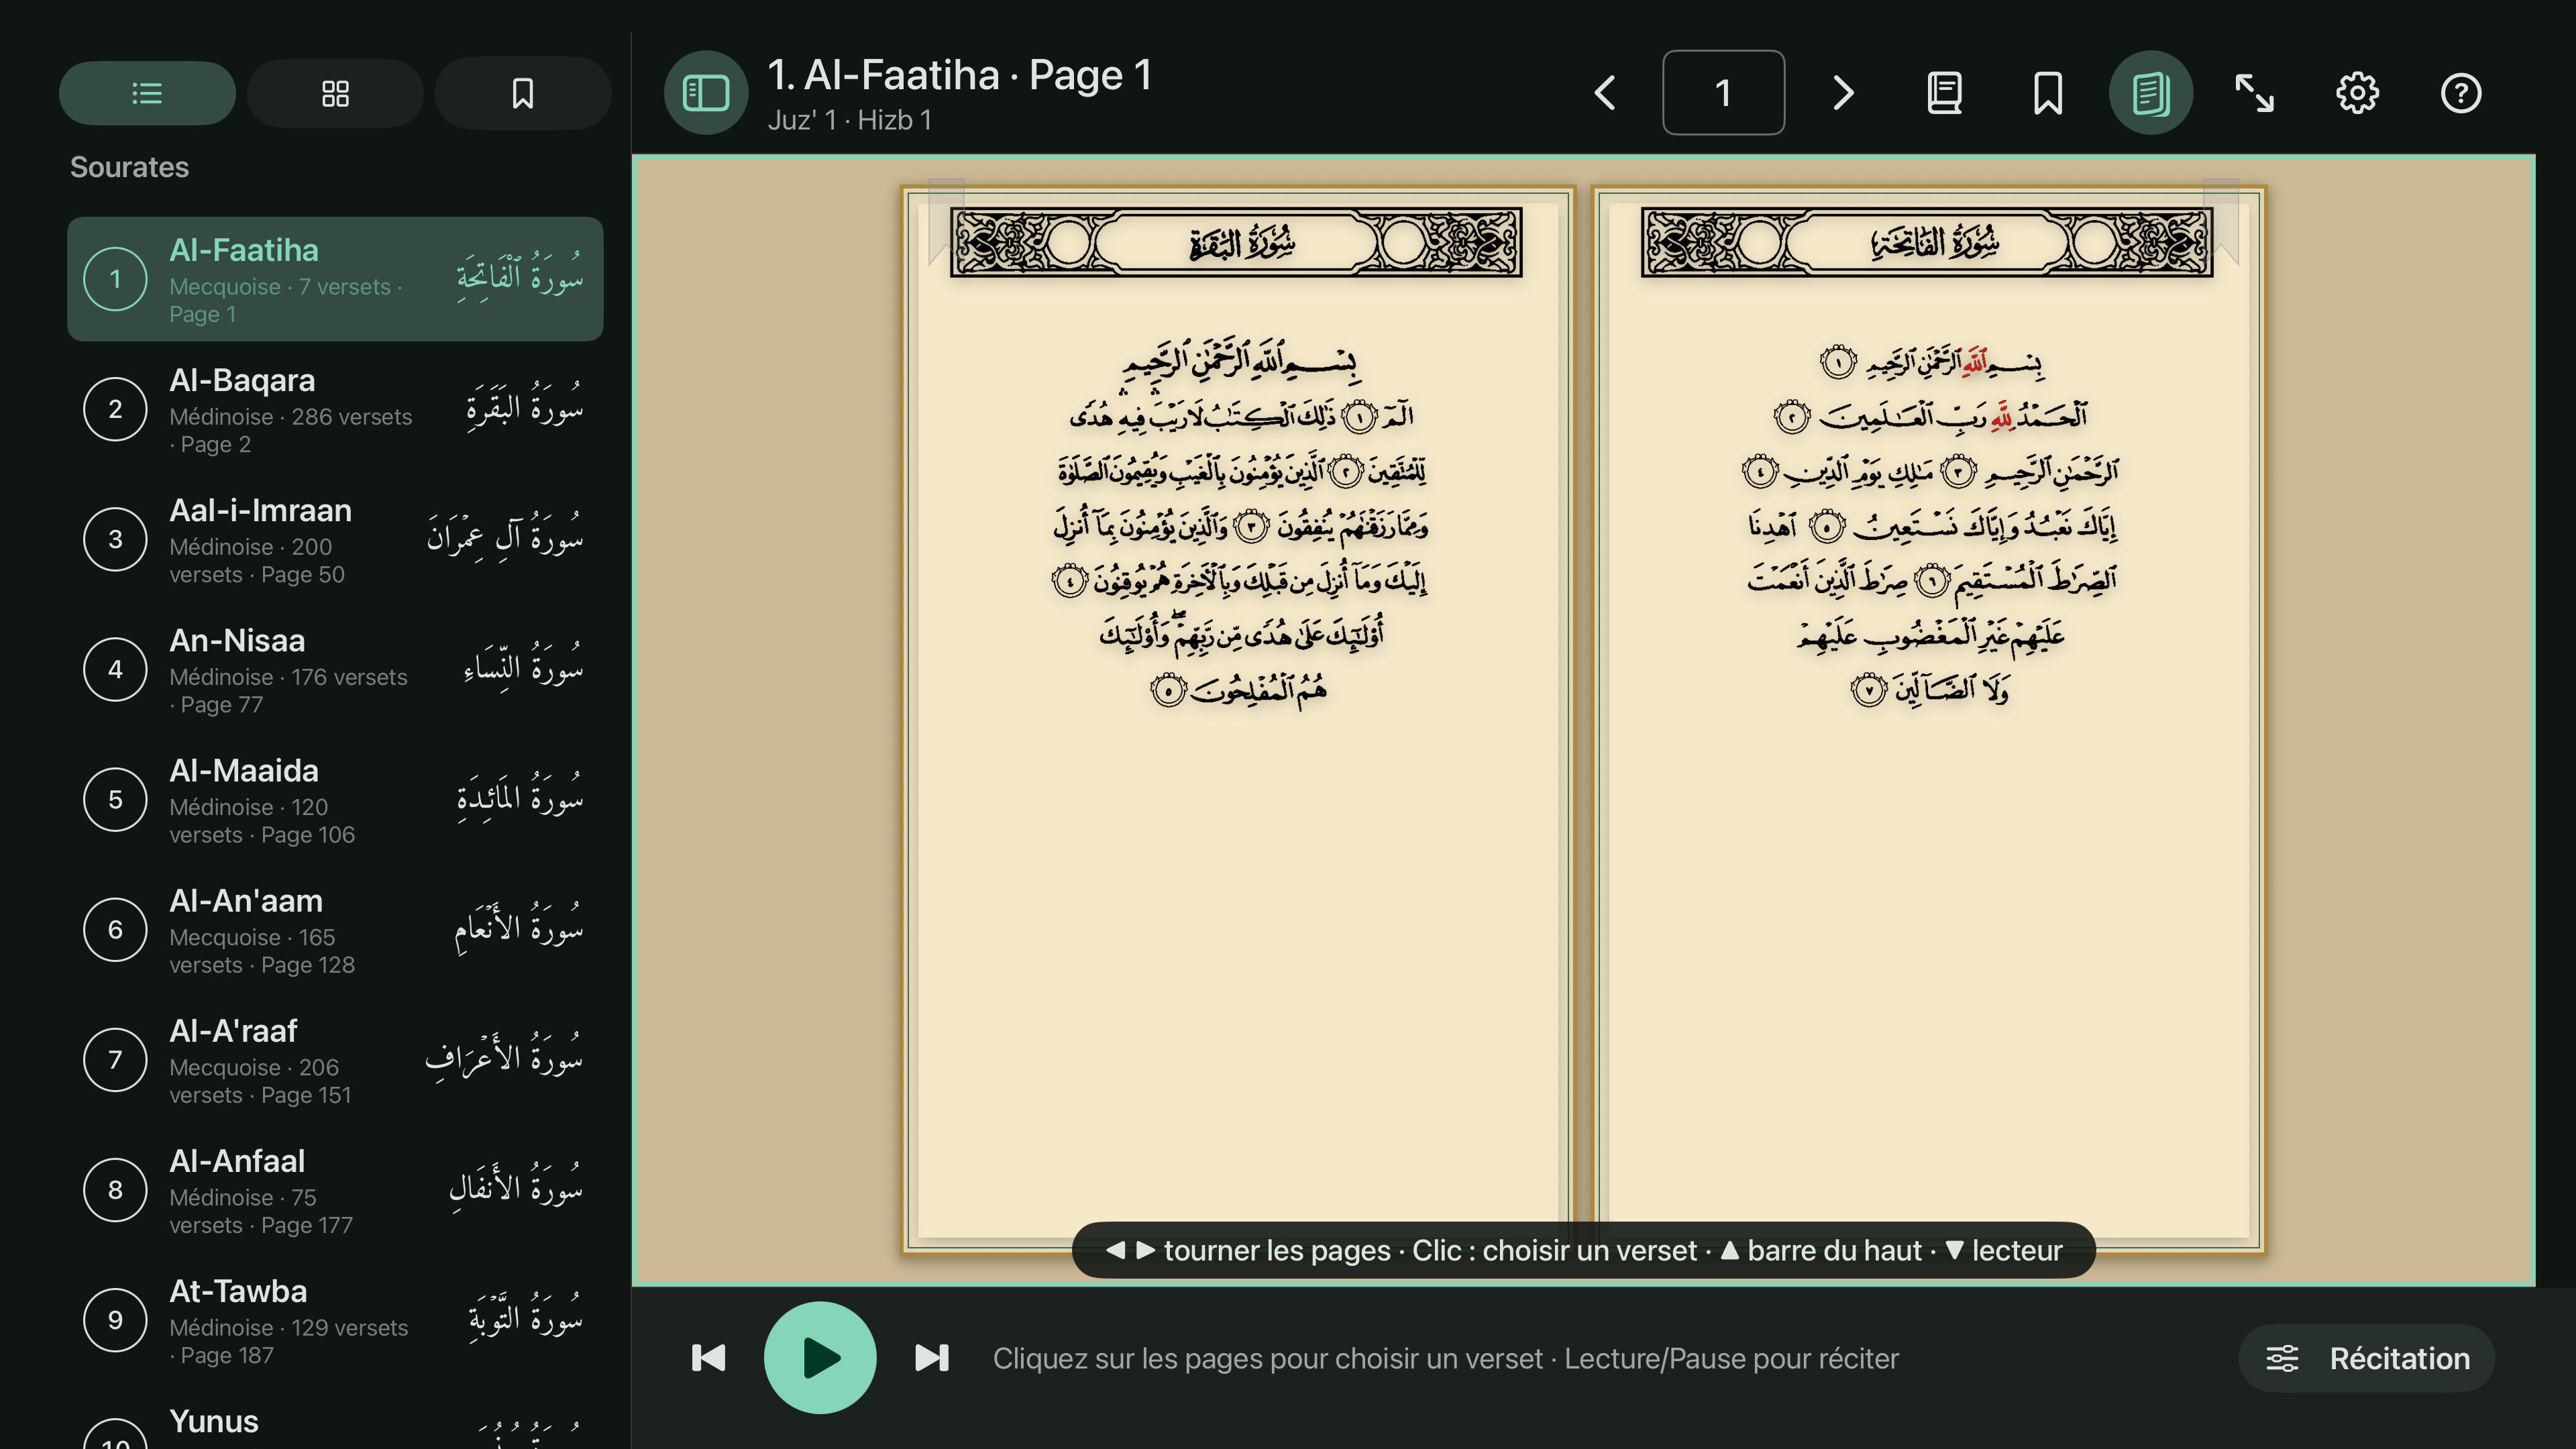 Sourates
1
Al-Faatiha
Mecquoise · 7 versets ·
Page 1
سُورَةُ ٱلْفَاتِحَةِ
2
Al-Baqara
Médinoise · 286 versets
· Page 2
سُورَةُ البَقَرَةِ
3
Aal-i-Imraan
Médinoise · 200
versets · Page 50
سُورَةُ آلِ عِمۡرَانَ
4
An-Nisaa
Médinoise · 176 versets
· Page 77
سُورَةُ النِّسَاءِ
5
Al-Maaida
Médinoise · 120
versets · Page 106
سُورَةُ المَائـِدَةِ
6
Al-An'aam
Mecquoise · 165
versets · Page 128
سُورَةُ الأَنۡعَامِ
7
Al-A'raaf
Mecquoise · 206
versets · Page 151
سُورَةُ الأَعۡرَافِ
8
Al-Anfaal
Médinoise · 75
versets · Page 177
سُورَةُ الأَنفَالِ
9
At-Tawba
Médinoise · 129 versets
· Page 187
سُورَةُ التَّوۡبَةِ
10
Yunus
1. Al-Faatiha · Page 1
Juz' 1 · Hizb 1
1
سُورَةُ الفَاتِحَةِ
بِسۡمِ ٱللَّهِ ٱلرَّحۡمَٰنِ ٱلرَّحِيمِ ١
ٱلۡحَمۡدُ لِلَّهِ رَبِّ ٱلۡعَٰلَمِينَ ٢
ٱلرَّحۡمَٰنِ ٱلرَّحِيمِ ٣ مَٰلِكِ يَوۡمِ ٱلدِّينِ ٤
إِيَّاكَ نَعۡبُدُ وَإِيَّاكَ نَسۡتَعِينُ ٥ ٱهۡدِنَا
ٱلصِّرَٰطَ ٱلۡمُسۡتَقِيمَ ٦ صِرَٰطَ ٱلَّذِينَ أَنۡعَمۡتَ
عَلَيۡهِمۡ غَيۡرِ ٱلۡمَغۡضُوبِ عَلَيۡهِمۡ
وَلَا ٱلضَّآلِّينَ ٧
سُورَةُ البَقَرَةِ
بِسۡمِ ٱللَّهِ ٱلرَّحۡمَٰنِ ٱلرَّحِيمِ
الٓمٓ ١ ذَٰلِكَ ٱلۡكِتَٰبُ لَا رَيۡبَۛ فِيهِۛ هُدٗى
لِّلۡمُتَّقِينَ ٢ ٱلَّذِينَ يُؤۡمِنُونَ بِٱلۡغَيۡبِ وَيُقِيمُونَ ٱلصَّلَوٰةَ
وَمِمَّا رَزَقۡنَٰهُمۡ يُنفِقُونَ ٣ وَٱلَّذِينَ يُؤۡمِنُونَ بِمَآ أُنزِلَ
إِلَيۡكَ وَمَآ أُنزِلَ مِن قَبۡلِكَ وَبِٱلۡأٓخِرَةِ هُمۡ يُوقِنُونَ ٤
أُوْلَٰٓئِكَ عَلَىٰ هُدٗى مِّن رَّبِّهِمۡۖ وَأُوْلَٰٓئِكَ
هُمُ ٱلۡمُفۡلِحُونَ ٥
◀ ▶ tourner les pages · Clic : choisir un verset · ▲ barre du haut · ▼ lecteur
Cliquez sur les pages pour choisir un verset · Lecture/Pause pour réciter
Récitation